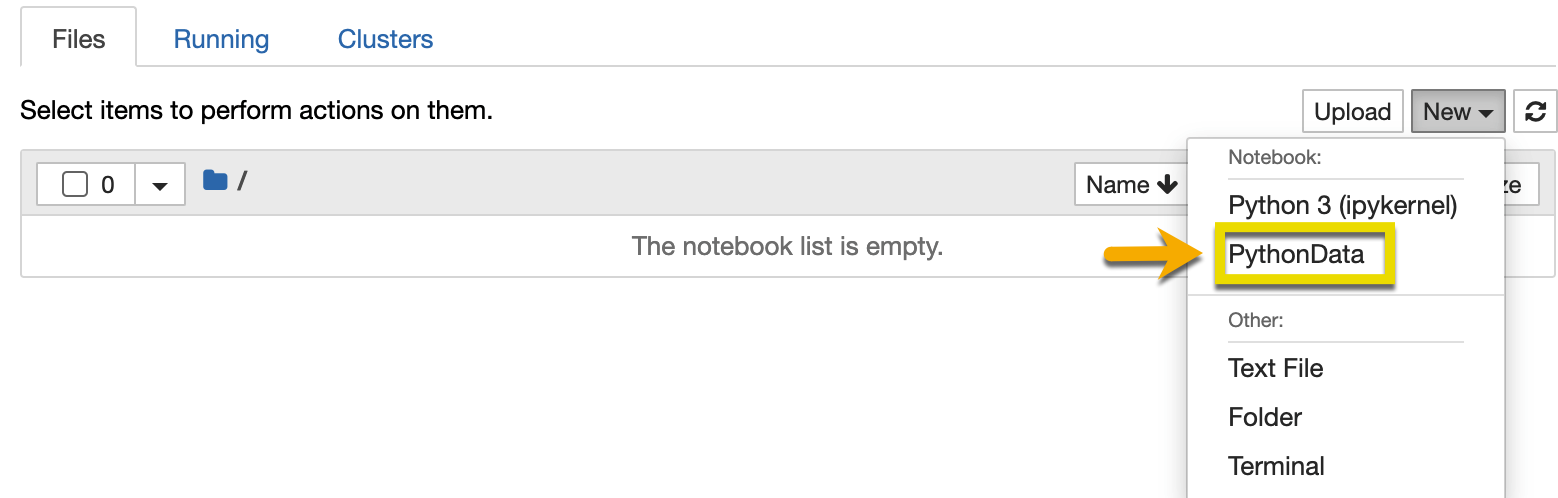 Files Running Clusters
Select items to perform actions on them.
Upload New
0 / Name
The notebook list is empty.
Notebook:
Python 3 (ipykernel)
PythonData
Other:
Text File
Folder
Terminal